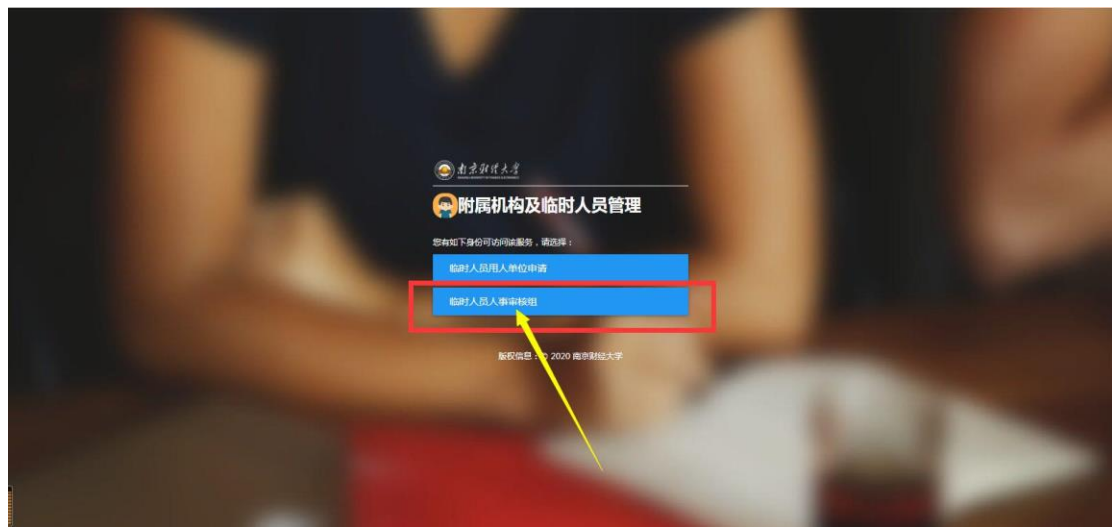 南京财经大学
附属机构及临时人员管理
您有如下身份可访问该服务，请选择：
临时人员用人单位申请
临时人员人事审核组
版权信息：© 2020 南京财经大学